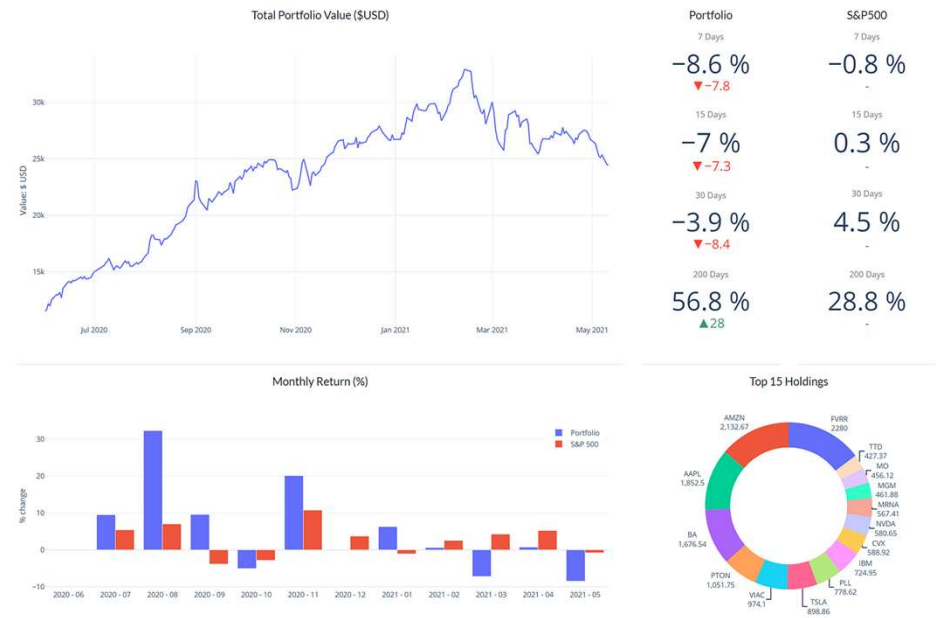 Total Portfolio Value ($USD)
Value: $ USD
30k
25k
20k
15k
Jul 2020
Sep 2020
Nov 2020
Jan 2021
Mar 2021
May 2021
Portfolio
7 Days
−8.6 %
▼−7.8
15 Days
−7 %
▼−7.3
30 Days
−3.9 %
▼−8.4
200 Days
56.8 %
▲28
S&P500
7 Days
−0.8 %
-
15 Days
0.3 %
-
30 Days
4.5 %
-
200 Days
28.8 %
-
Monthly Return (%)
% change
30
20
10
0
−10
2020 - 06
2020 - 07
2020 - 08
2020 - 09
2020 - 10
2020 - 11
2020 - 12
2021 - 01
2021 - 02
2021 - 03
2021 - 04
2021 - 05
Portfolio
S&P 500
Top 15 Holdings
FVRR
2280
TTD
427.37
MO
456.12
MGM
461.88
MRNA
567.41
NVDA
580.65
CVX
588.92
IBM
724.95
PLL
778.62
TSLA
898.86
VIAC
974.1
PTON
1,051.75
BA
1,676.54
AAPL
1,852.5
AMZN
2,132.67